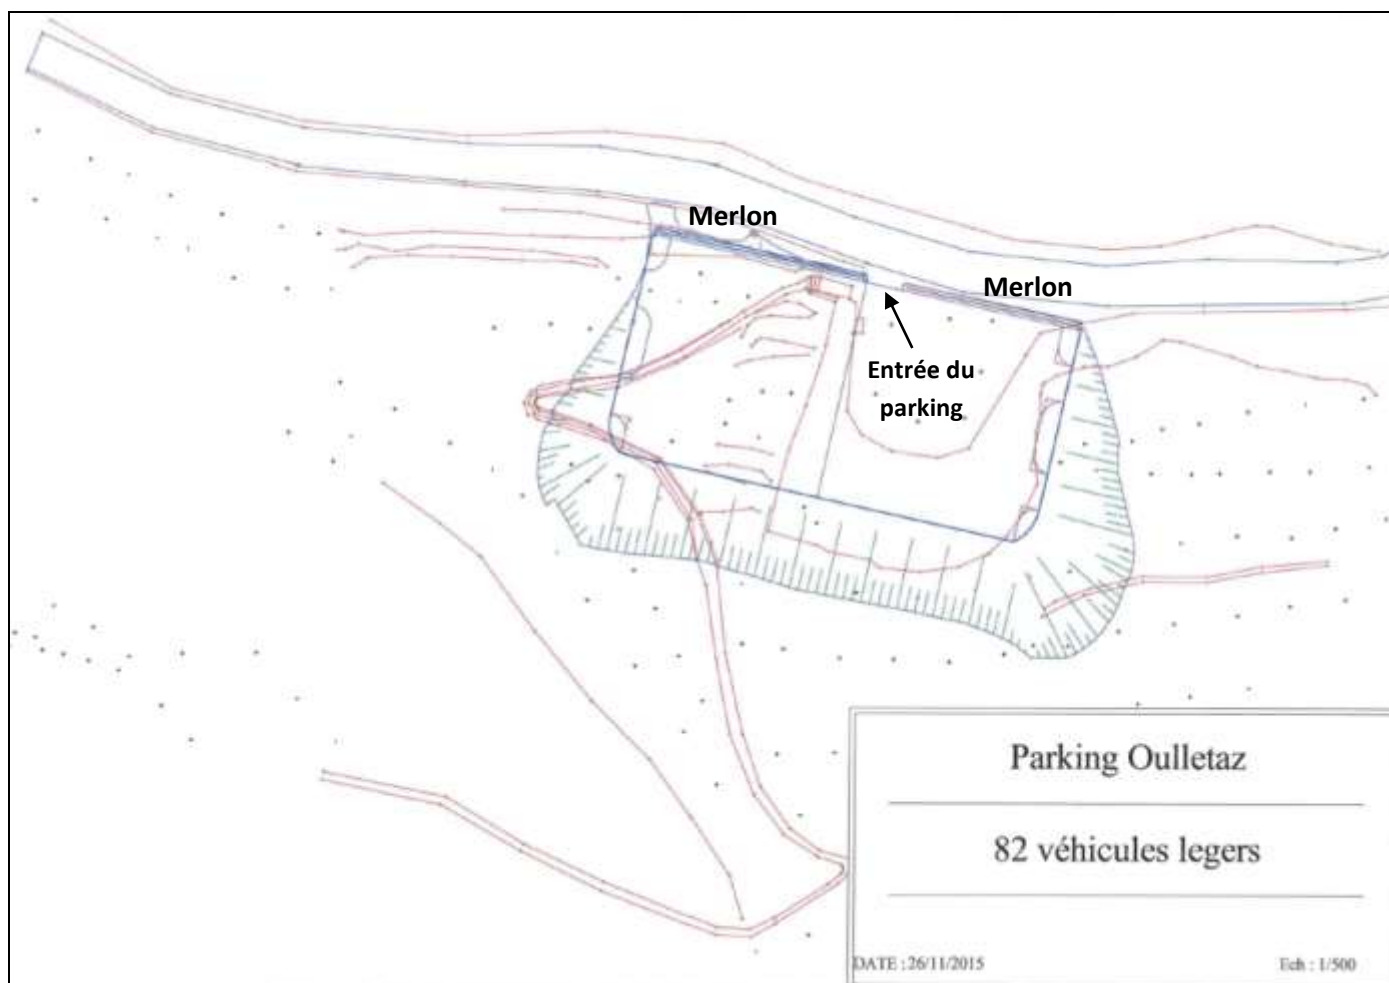 Merlon
Merlon
Entrée du
parking
Parking Oulletaz
82 véhicules legers
DATE : 26/11/2015
Ech : 1/500